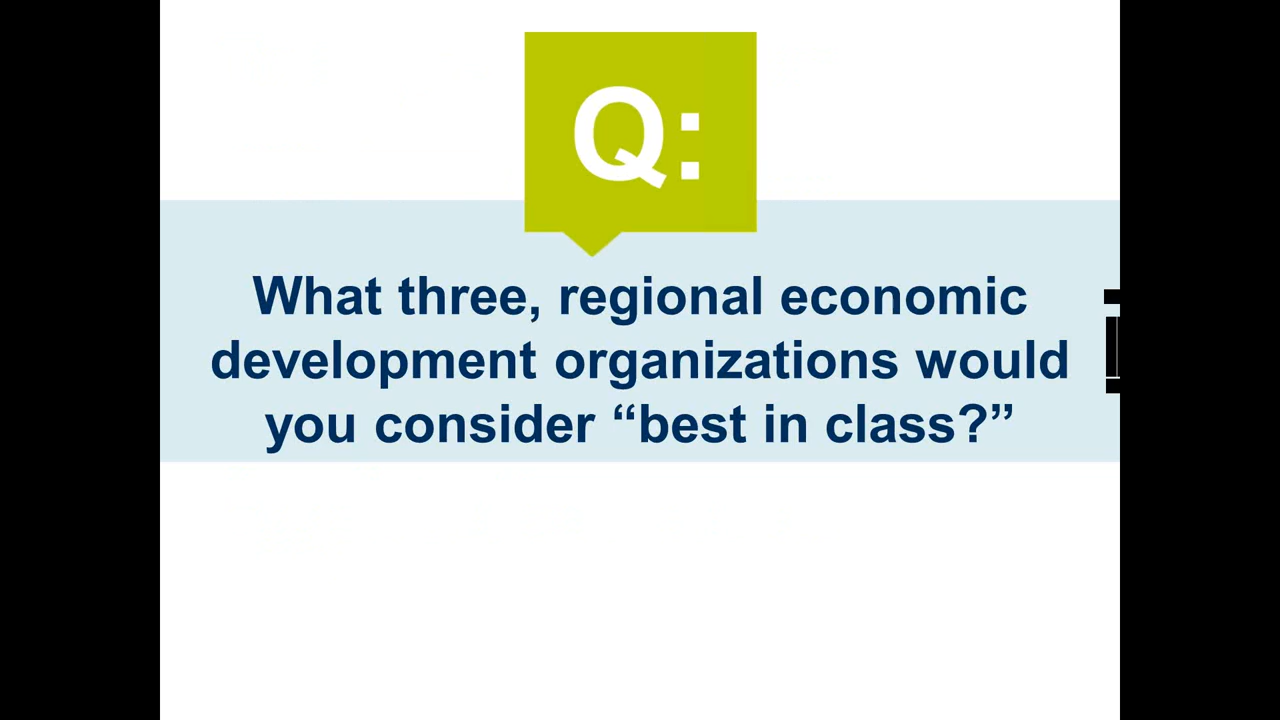 Q:
What three, regional economic
development organizations would
you consider “best in class?”